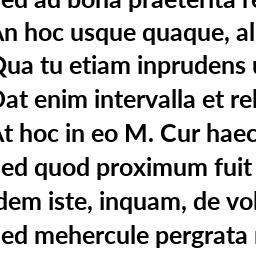 ed ad bona praeterita re
An hoc usque quaque, al
Qua tu etiam inprudens u
Dat enim intervalla et rel
At hoc in eo M. Cur haec
ed quod proximum fuit
dem iste, inquam, de vol
ed mehercule pergrata